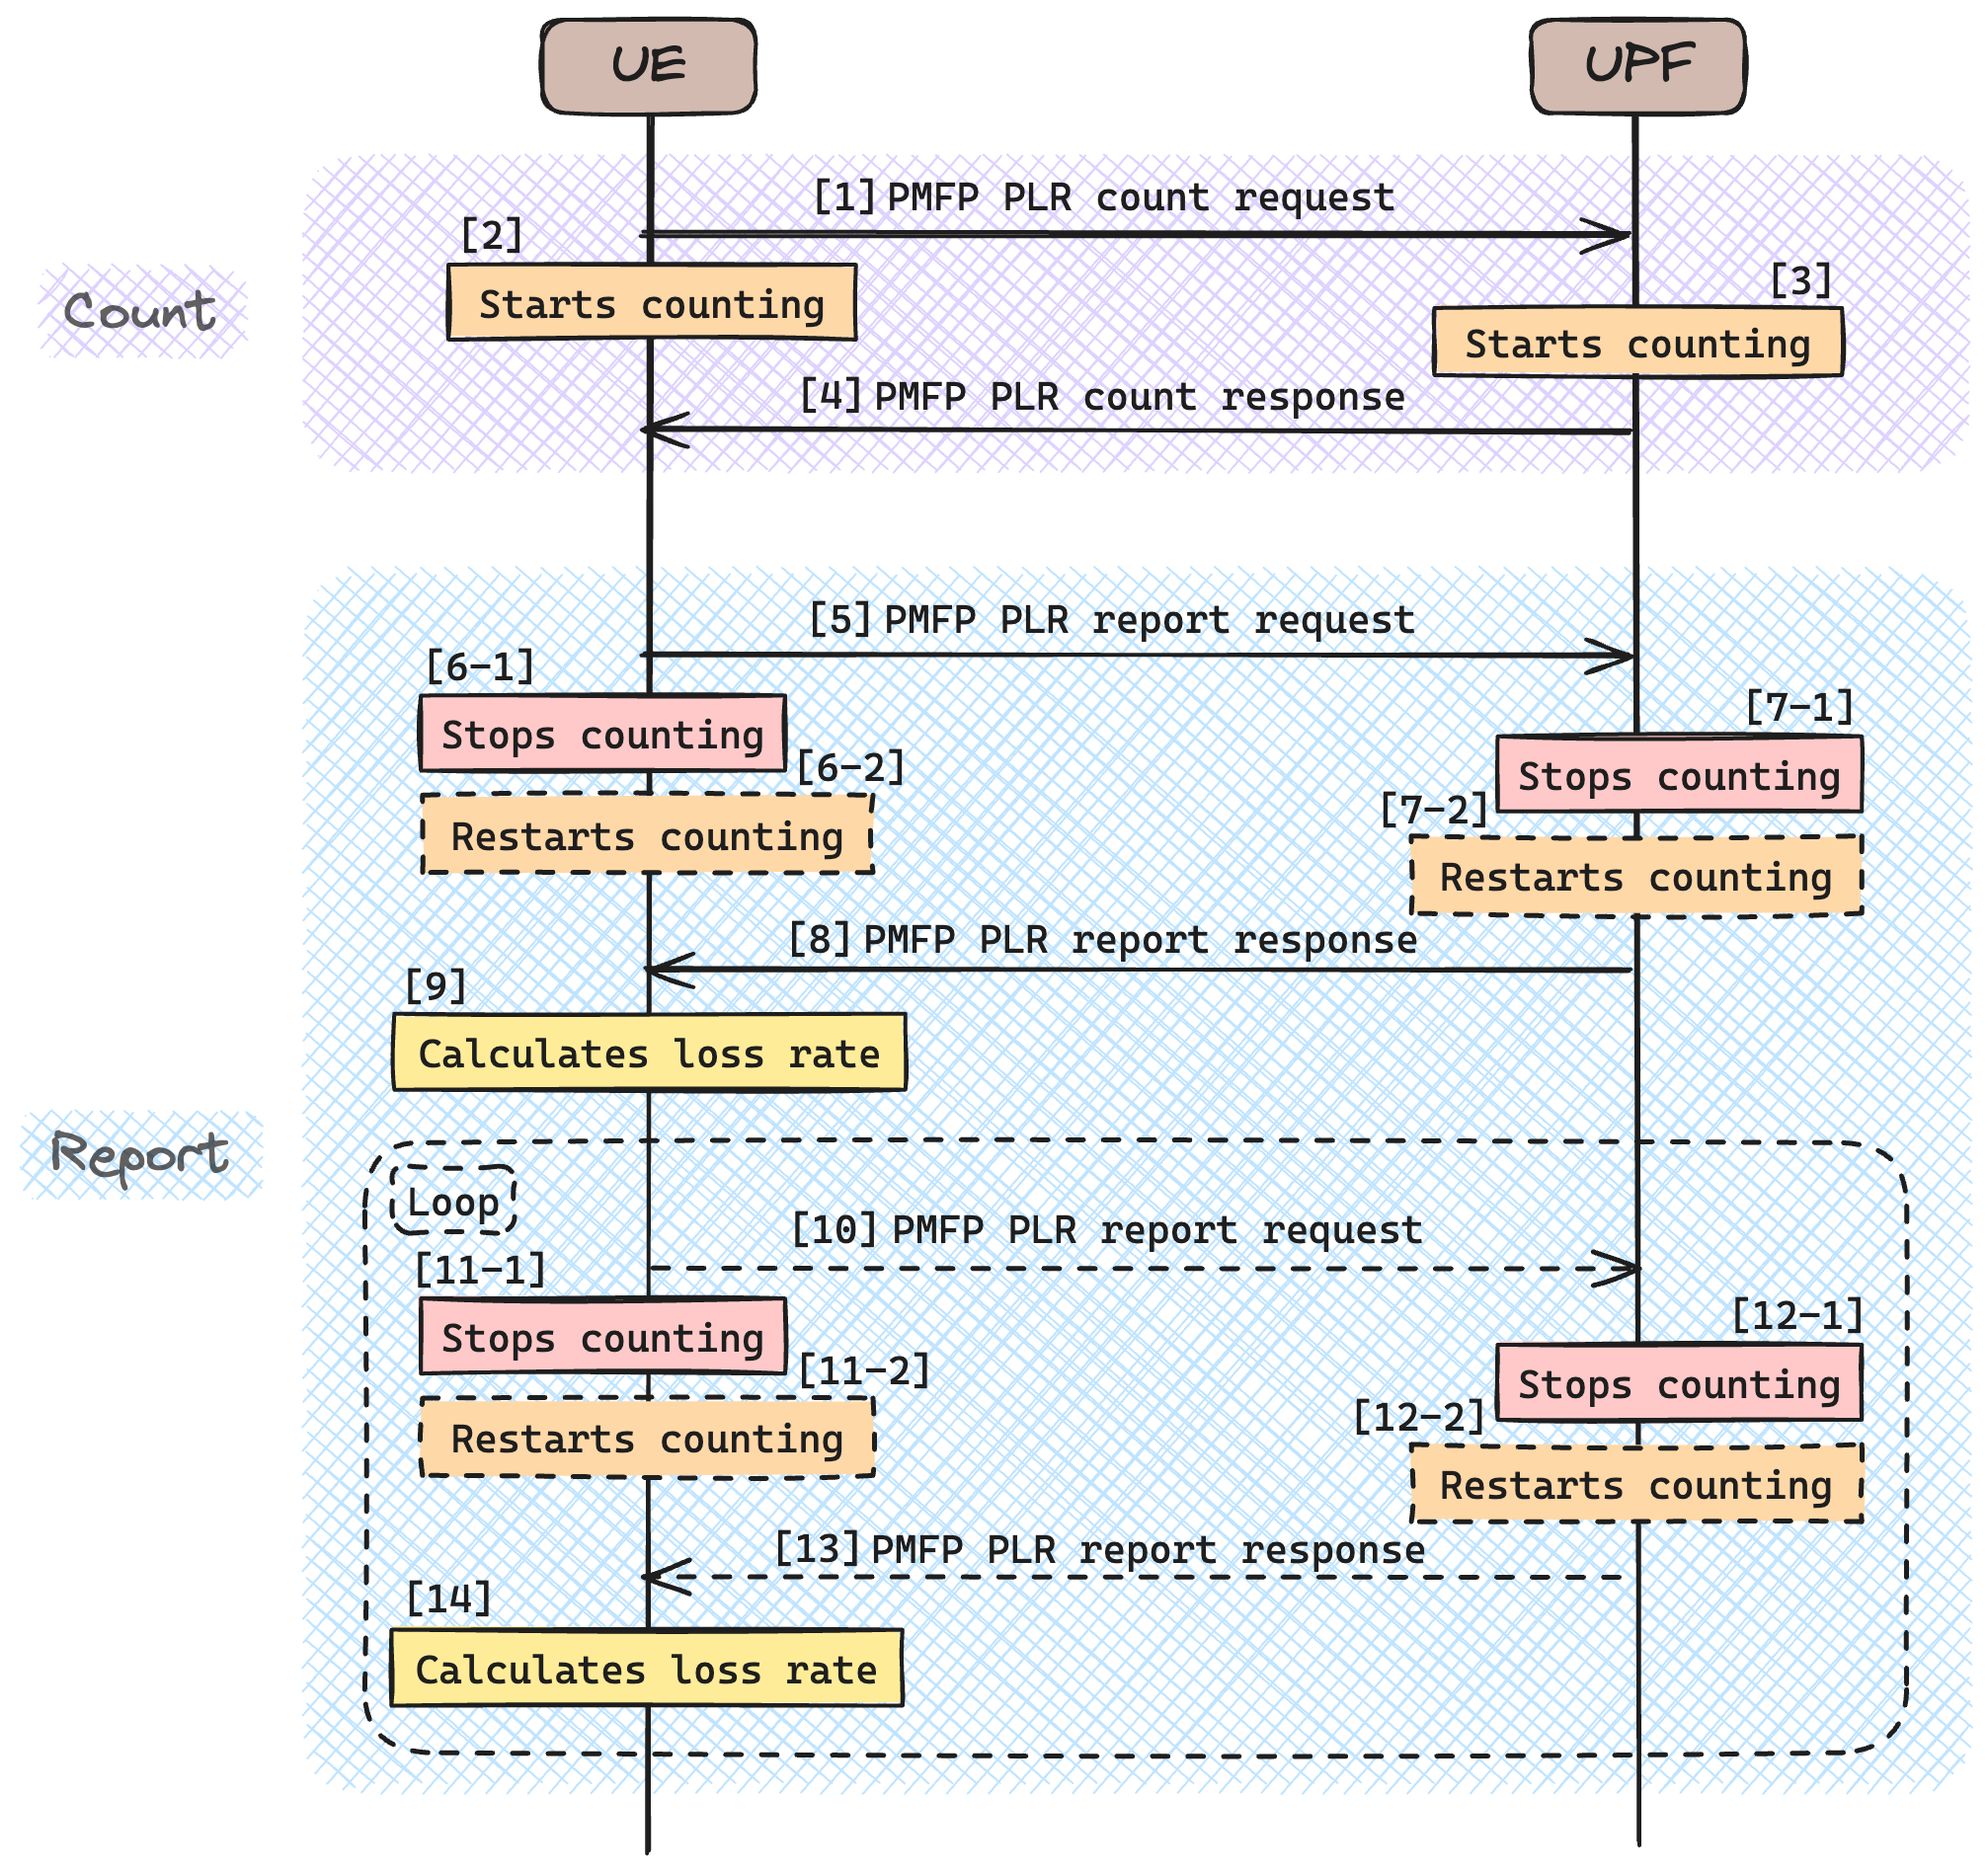 UE
UPF
[1] PMFP PLR count request
[2]
Starts counting
[3]
Starts counting
Count
[4] PMFP PLR count response
[5] PMFP PLR report request
[6-1]
Stops counting
[6-2]
Restarts counting
[7-1]
Stops counting
[7-2]
Restarts counting
[8] PMFP PLR report response
[9]
Calculates loss rate
Report
Loop
[10] PMFP PLR report request
[11-1]
Stops counting
[11-2]
Restarts counting
[12-1]
Stops counting
[12-2]
Restarts counting
[13] PMFP PLR report response
[14]
Calculates loss rate